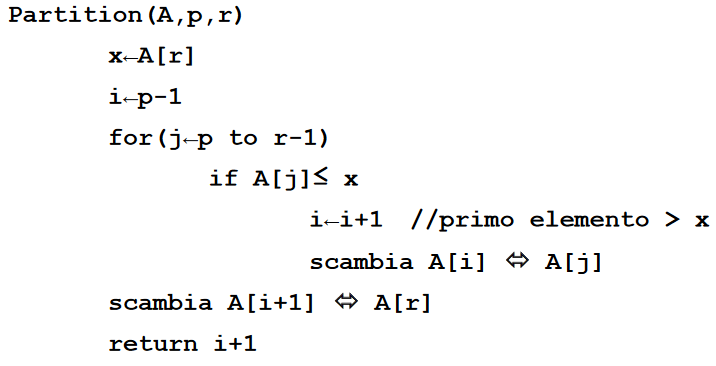 Partition(A,p,r)
x←A[r]
i←p-1
for(j←p to r-1)
if A[j]≤ x
i←i+1 //primo elemento > x
scambia A[i] ⇔ A[j]
scambia A[i+1] ⇔ A[r]
return i+1